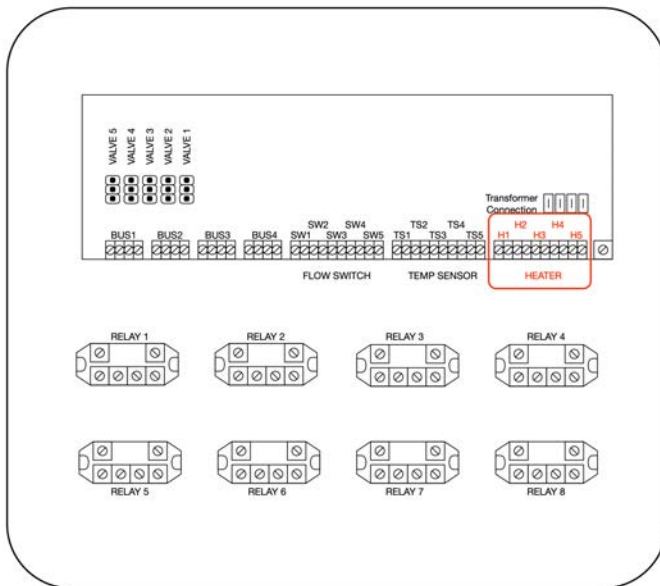 VALVE 5
VALVE 4
VALVE 3
VALVE 2
VALVE 1
Transformer
Connection
SW2 SW4 TS2 TS4 H2 H4
BUS1 BUS2 BUS3 BUS4 SW1 SW3 SW5 TS1 TS3 TS5 H1 H3 H5
FLOW SWITCH TEMP SENSOR HEATER
RELAY 1 RELAY 2 RELAY 3 RELAY 4
RELAY 5 RELAY 6 RELAY 7 RELAY 8